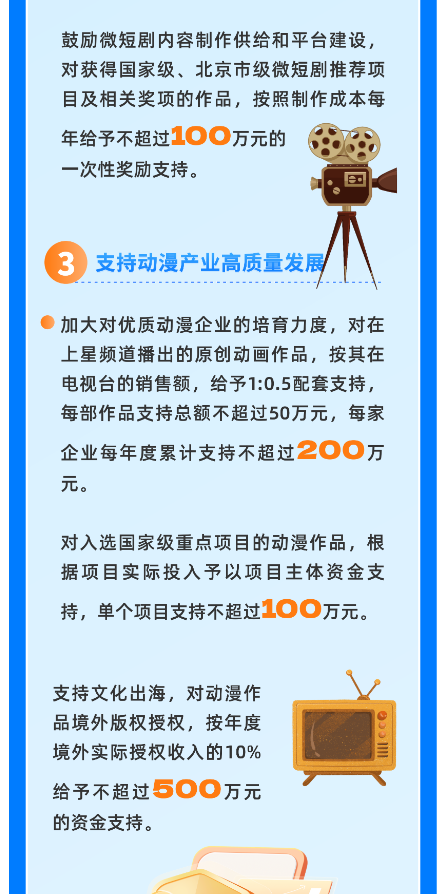 鼓励微短剧内容制作供给和平台建设，
对获得国家级、北京市级微短剧推荐项
目及相关奖项的作品，按照制作成本每
年给予不超过100万元的
一次性奖励支持。
3 支持动漫产业高质量发展
加大对优质动漫企业的培育力度，对在
上星频道播出的原创动画作品，按其在
电视台的销售额，给予1:0.5配套支持，
每部作品支持总额不超过50万元，每家
企业每年度累计支持不超过200万
元。
对入选国家级重点项目的动漫作品，根
据项目实际投入予以项目主体资金支
持，单个项目支持不超过100万元。
支持文化出海，对动漫作
品境外版权授权，按年度
境外实际授权收入的10%
给予不超过500万元
的资金支持。